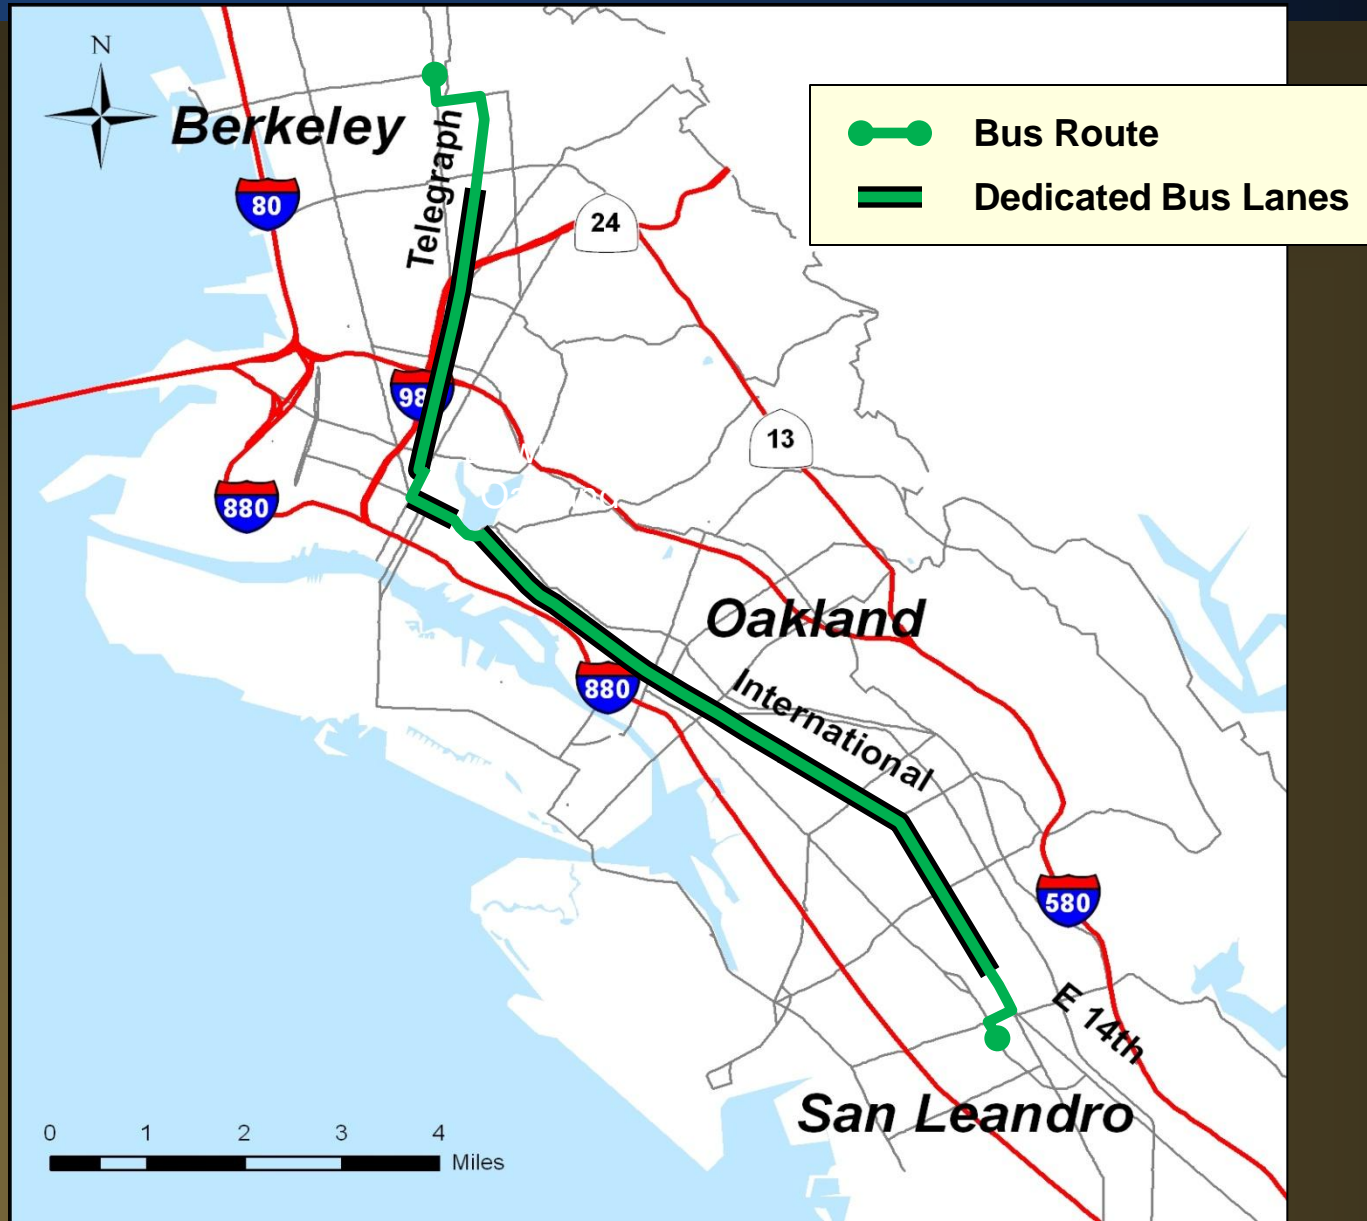 N
Berkeley
Bus Route
Dedicated Bus Lanes
Telegraph
80
24
98
13
880
Oakland
880
International
580
E 14th
San Leandro
0 1 2 3 4
Miles